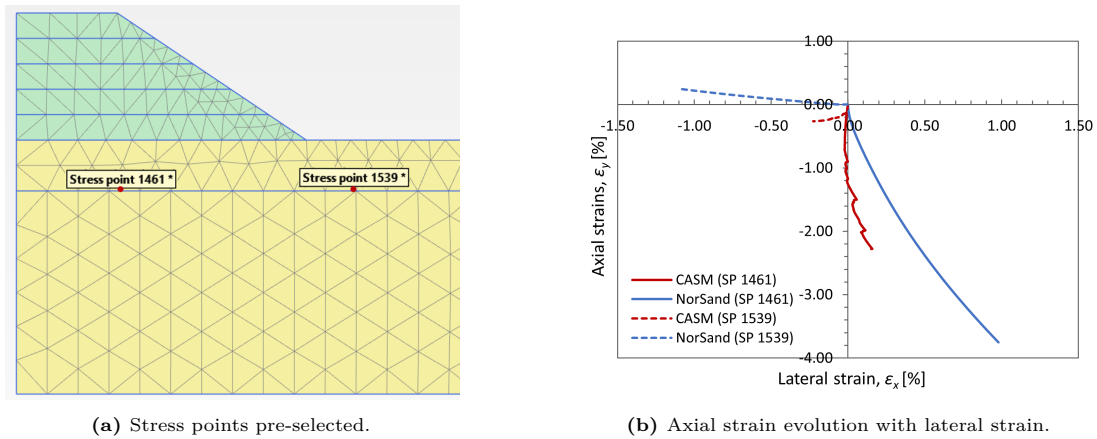 Stress point 1461 *
Stress point 1539 *
(a) Stress points pre-selected.
1.00
0.00
-1.50 -1.00 -0.50 0.00 0.50 1.00 1.50
-1.00
-2.00
-3.00
-4.00
Axial strains, εy [%]
CASM (SP 1461)
NorSand (SP 1461)
CASM (SP 1539)
NorSand (SP 1539)
Lateral strain, εx [%]
(b) Axial strain evolution with lateral strain.